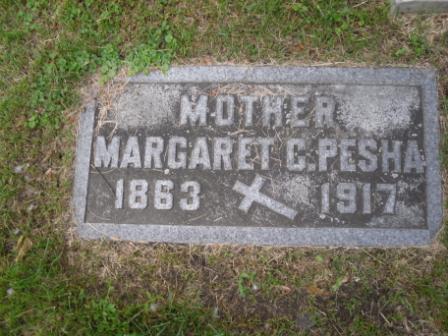 MOTHER
MARGARET C. PESHA
1863 1917